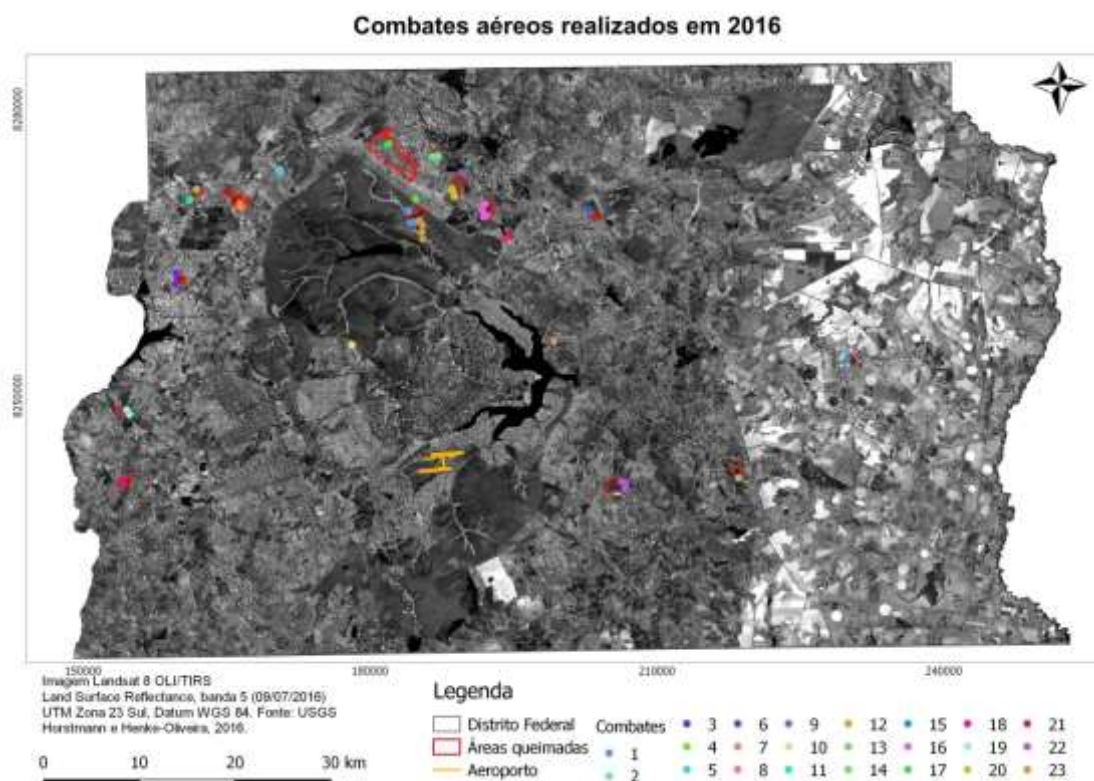 Combates aéreos realizados em 2016
8280000
8250000
150000 180000 210000 240000
Imagem Landsat 8 OLI/TIRS
Land Surface Reflectance, banda 5 (09/07/2016)
UTM Zona 23 Sul, Datum WGS 84. Fonte: USGS
Horstmann e Henke-Oliveira, 2016.
0 10 20 30 km
Legenda
Distrito Federal
Áreas queimadas
Aeroporto
Combates
1
2
3
4
5
6
7
8
9
10
11
12
13
14
15
16
17
18
19
20
21
22
23